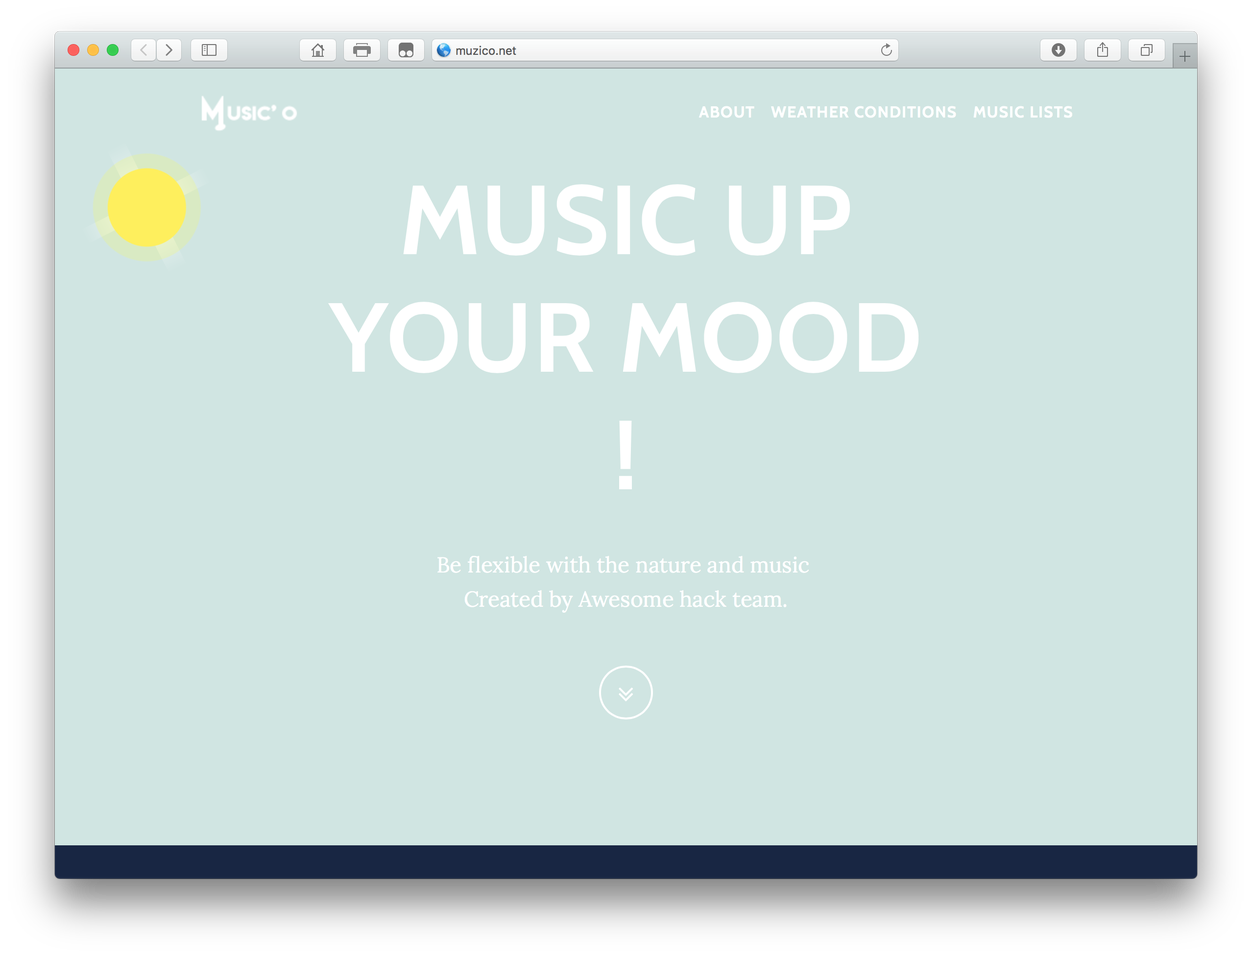 muzico.net
Music' o
ABOUT WEATHER CONDITIONS MUSIC LISTS
MUSIC UP
YOUR MOOD
!
Be flexible with the nature and music
Created by Awesome hack team.